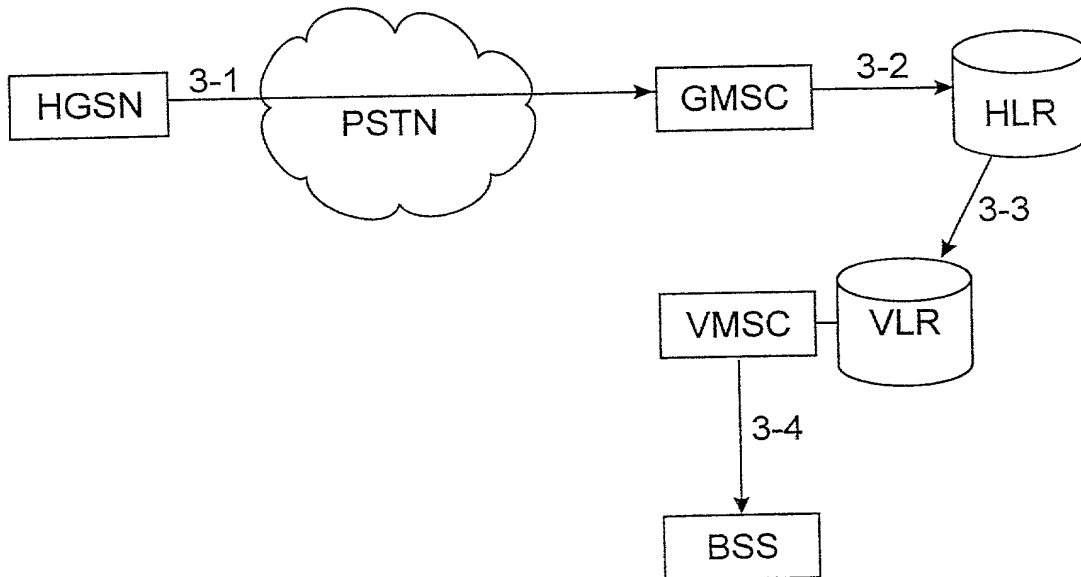 HGSN
3-1
PSTN
GMSC
3-2
HLR
3-3
VMSC
VLR
3-4
BSS